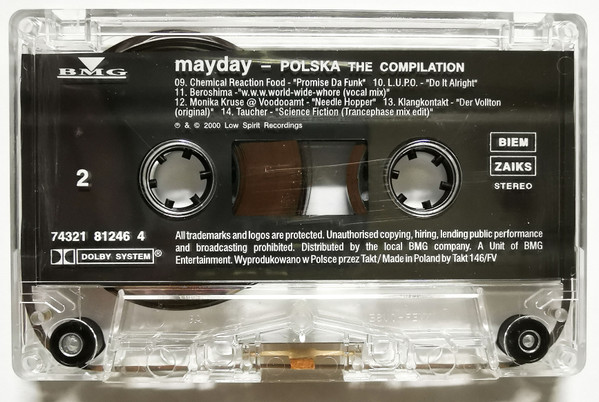 BMG
mayday – POLSKA THE COMPILATION
09. Chemical Reaction Food - "Promise Da Funk" 10. L.U.P.O. - "Do It Alright"
11. Beroshima -"w.w.w.world-wide-whore (vocal mix)"
12. Monika Kruse @ Voodooamt - "Needle Hopper" 13. Klangkontakt - "Der Vollton
(original)" 14. Taucher - "Science Fiction (Trancephase mix edit)"
℗ & © 2000 Low Spirit Recordings
BIEM
ZAIKS
STEREO
2
74321 81246 4
DOLBY SYSTEM®
All trademarks and logos are protected. Unauthorised copying, hiring, lending public performance
and broadcasting prohibited. Distributed by the local BMG company. A Unit of BMG
Entertainment. Wyprodukowano w Polsce przez Takt / Made in Poland by Takt 146/FV